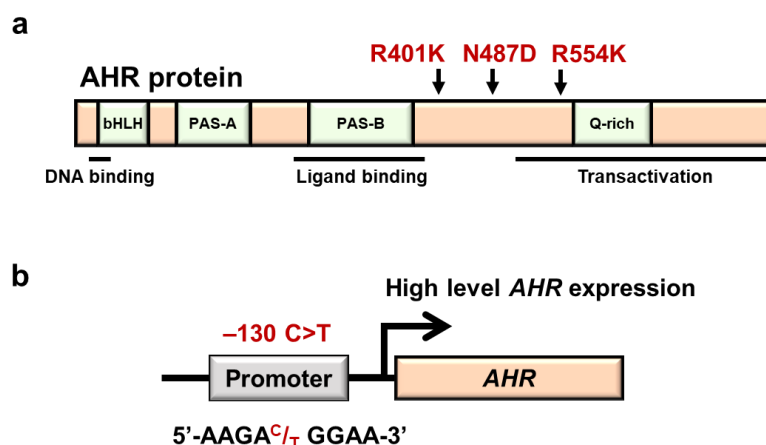 a
R401K N487D R554K
AHR protein
bHLH PAS-A PAS-B Q-rich
DNA binding Ligand binding Transactivation
b
High level AHR expression
–130 C>T
Promoter AHR
5'-AAGAC/T GGAA-3'